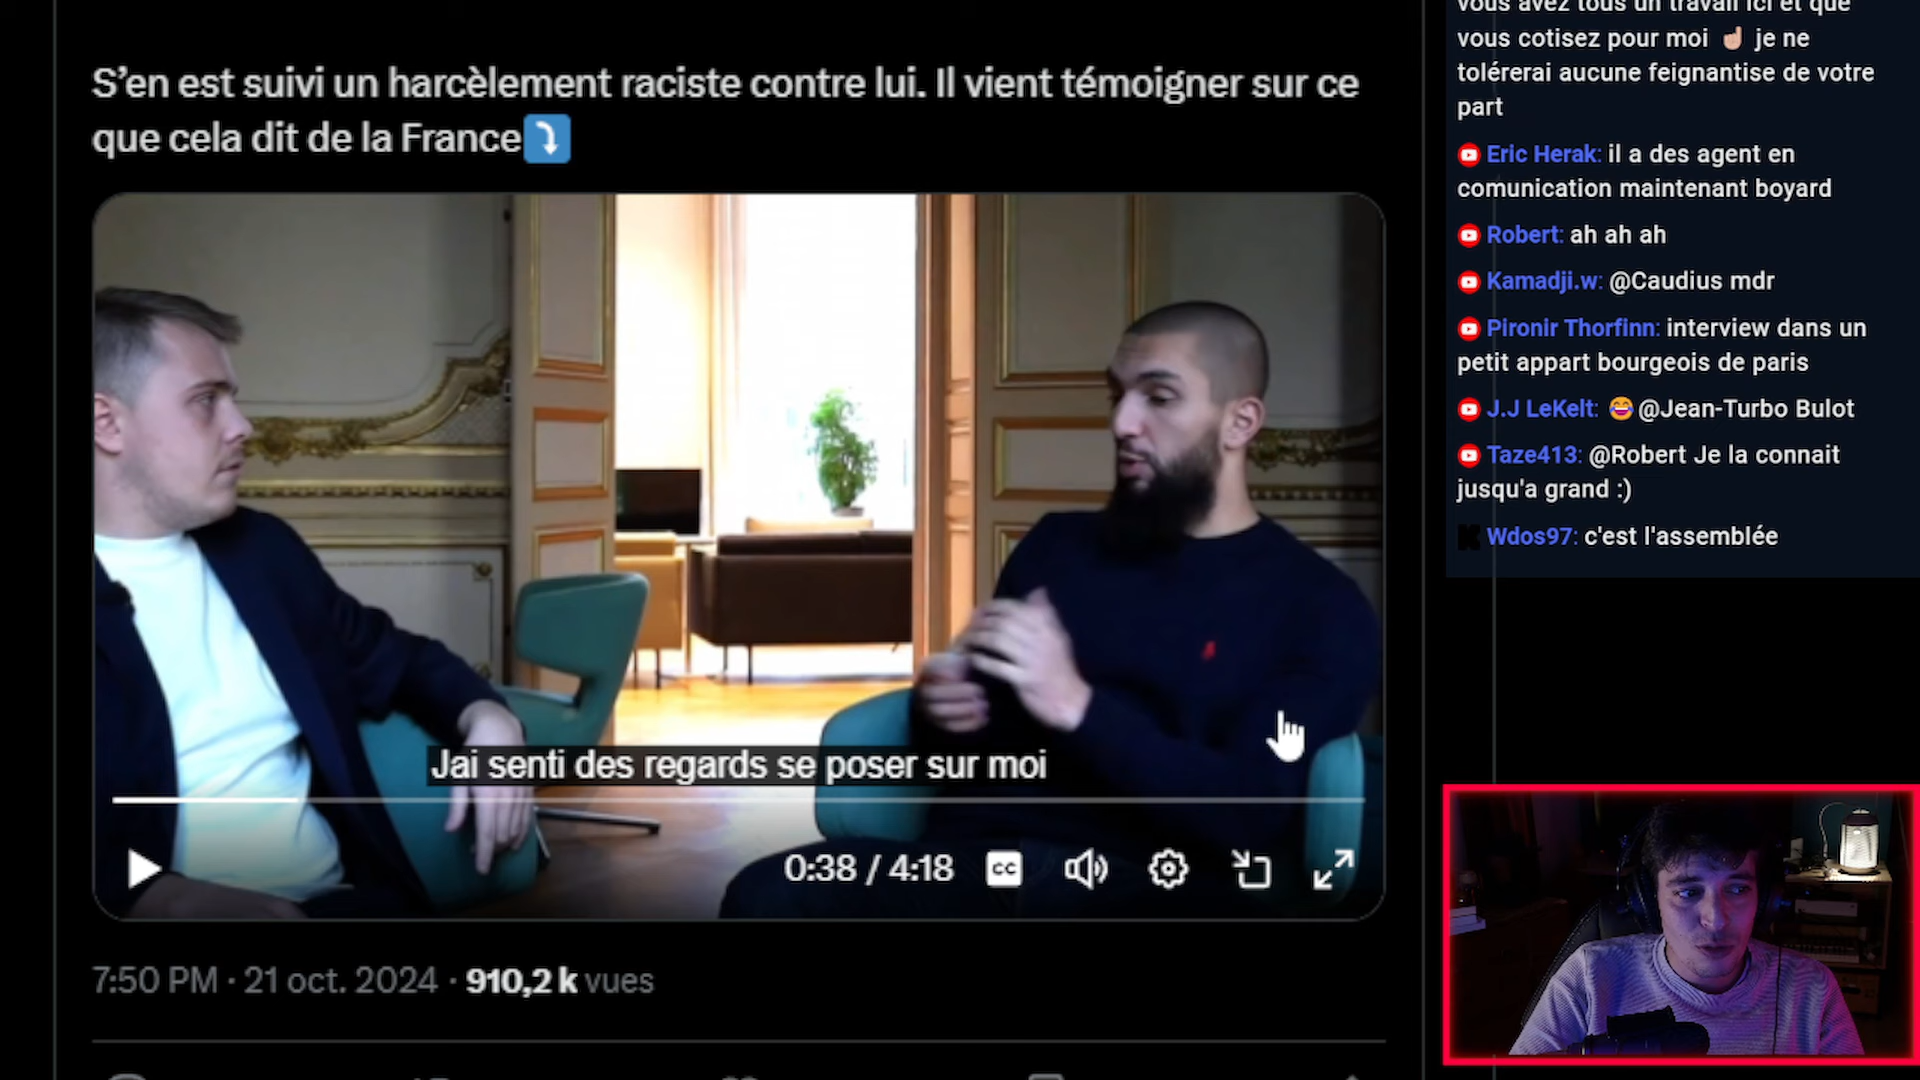 S’en est suivi un harcèlement raciste contre lui. Il vient témoigner sur ce
que cela dit de la France⤵️
Jai senti des regards se poser sur moi
0:38 / 4:18
CC
7:50 PM · 21 oct. 2024 · 910,2 k vues
vous avez tous un travail ici et que
vous cotisez pour moi ☝🏼 je ne
tolérerai aucune feignantise de votre
part
Eric Herak: il a des agent en
comunication maintenant boyard
Robert: ah ah ah
Kamadji.w: @Caudius mdr
Pironir Thorfinn: interview dans un
petit appart bourgeois de paris
J.J LeKelt: 😂 @Jean-Turbo Bulot
Taze413: @Robert Je la connait
jusqu'a grand :)
Wdos97: c'est l'assemblée